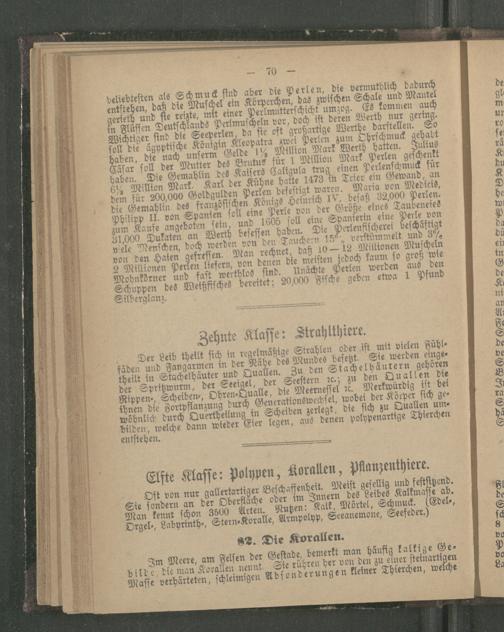 — 70 —
beliebtesten als Schmuck sind aber die Perlen, die vermuthlich dadurch
entstehen, daß die Muschel ein Körperchen, das zwischen Schale und Mantel
gerieth und sie reizte, mit einer Perlmutterschicht umzog. Es kommen auch
in Flüssen Deutschlands Perlmuscheln vor, doch ist deren Werth nur gering.
Wichtiger sind die Seeperlen, da sie oft großartige Werthe darstellen. So
soll die ägyptische Königin Kleopatra zwei Perlen zum Ohrschmuck gehabt
haben, die nach unserm Gelde 1½ Million Mark Werth hatten. Julius
Cäsar soll der Mutter des Brutus für 1 Million Mark Perlen geschenkt
haben. Die Gemahlin des Kaisers Caligula trug einen Perlenschmuck für
6½ Million Mark. Karl der Kühne hatte 1473 in Trier ein Gewand, an
dem für 200,000 Goldgulden Perlen befestigt waren. Maria von Medicis,
die Gemahlin des französischen Königs Heinrich IV. besaß 32,000 Perlen.
Philipp II. von Spanien soll eine Perle von der Größe eines Taubeneies
zum Kaufe angeboten sein, und 1605 soll eine Spanierin eine Perle von
31,000 Dukaten an Werth besessen haben. Die Perlenfischerei beschäftigt
viele Menschen, doch werden von den Tauchern 15% verstümmelt und 3%
von den Haien gefressen. Man rechnet, daß 10—12 Millionen Muscheln
2 Millionen Perlen liefern, von denen die meisten jedoch kaum so groß wie
Mohnkörner und fast werthlos sind. Unächte Perlen werden aus den
Schuppen des Weißfisches bereitet; 20,000 Fische geben etwa 1 Pfund
Silberglanz.
Zehnte Klasse: Strahlthiere.
Der Leib theilt sich in regelmäßige Strahlen oder ist mit vielen Fühl-
fäden und Fangarmen in der Nähe des Mundes besetzt. Sie werden einge-
theilt in Stachelhäuter und Quallen. Zu den Stachelhäutern gehören
der Spritzwurm, der Seeigel, der Seestern ꝛc.; zu den Quallen die
Rippen-, Scheiben-, Ohren-Qualle, die Meernessel ꝛc. Merkwürdig ist bei
ihnen die Fortpflanzung durch Generationswechsel, wobei der Körper sich ge-
wöhnlich durch Quertheilung in Scheiben zerlegt, die sich zu Quallen um-
bilden, welche dann wieder Eier legen, aus denen polypenartige Thierchen
entstehen.
Elfte Klasse: Polypen, Korallen, Pflanzenthiere.
Oft von nur gallertartiger Beschaffenheit. Meist gesellig und festsitzend.
Sie sondern an der Oberfläche oder im Innern des Leibes Kalkmasse ab.
Man kennt schon 3500 Arten. Nutzen: Kalk, Mörtel, Schmuck. (Edel-,
Orgel-, Labyrinth-, Stern-Koralle, Armpolyp, Seeanemone, Seefeder.)
82. Die Korallen.
Im Meere, am Felsen der Gestade, bemerkt man häufig kalkige Ge-
bilde, die man Korallen nennt. Sie rühren her von den zu einer steinartigen
Masse verhärteten, schleimigen Absonderungen kleiner Thierchen, welche